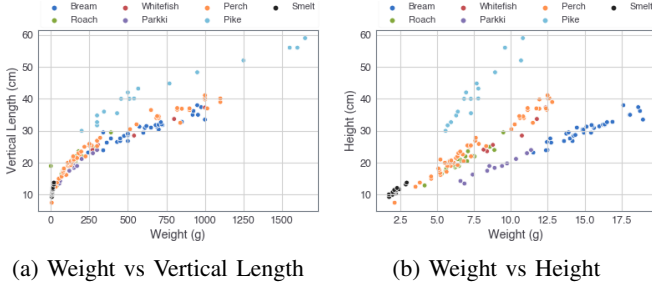 Bream Whitefish Perch Smelt
Roach Parkki Pike
60
50
40
30
20
10
Vertical Length (cm)
0 250 500 750 1000 1250 1500
Weight (g)
(a) Weight vs Vertical Length
Bream Whitefish Perch Smelt
Roach Parkki Pike
60
50
40
30
20
10
Height (cm)
2.5 5.0 7.5 10.0 12.5 15.0 17.5
Weight (g)
(b) Weight vs Height